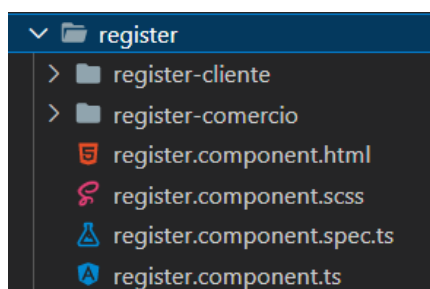 register
register-cliente
register-comercio
register.component.html
register.component.scss
register.component.spec.ts
register.component.ts